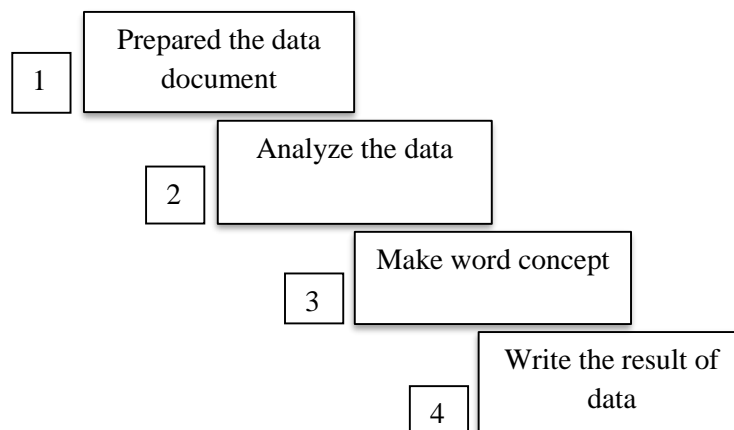 Prepared the data
document
1
Analyze the data
2
Make word concept
3
Write the result of
data
4